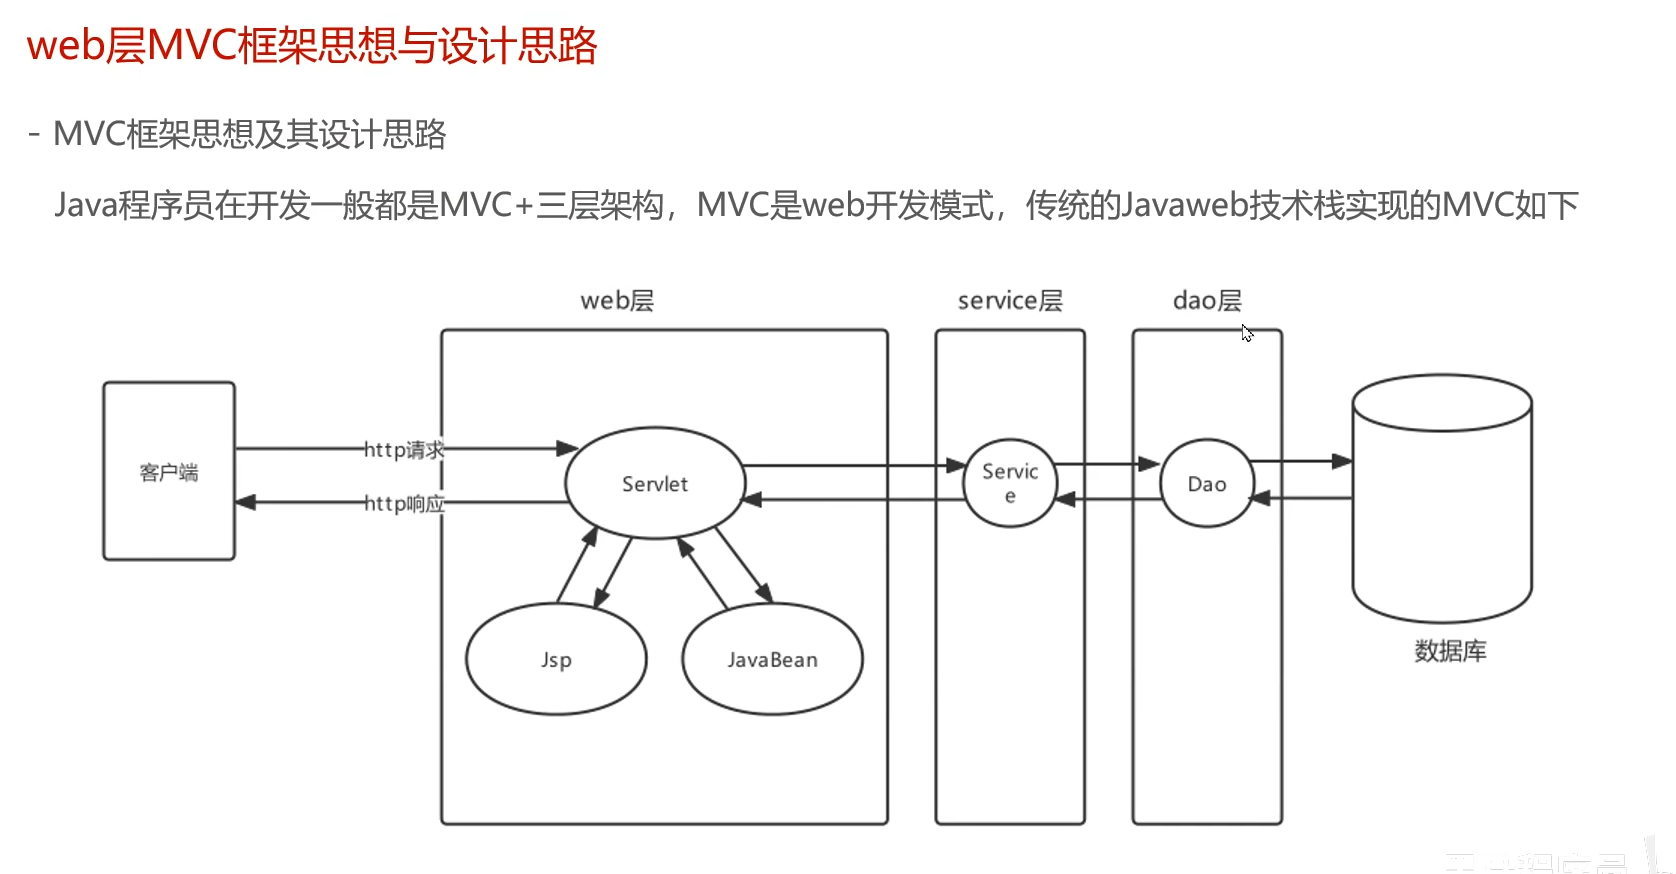 web层MVC框架思想与设计思路
- MVC框架思想及其设计思路
Java程序员在开发一般都是MVC+三层架构，MVC是web开发模式，传统的Javaweb技术栈实现的MVC如下
web层
service层
dao层
客户端
http请求
http响应
Servlet
Servic
e
Dao
Jsp
JavaBean
数据库